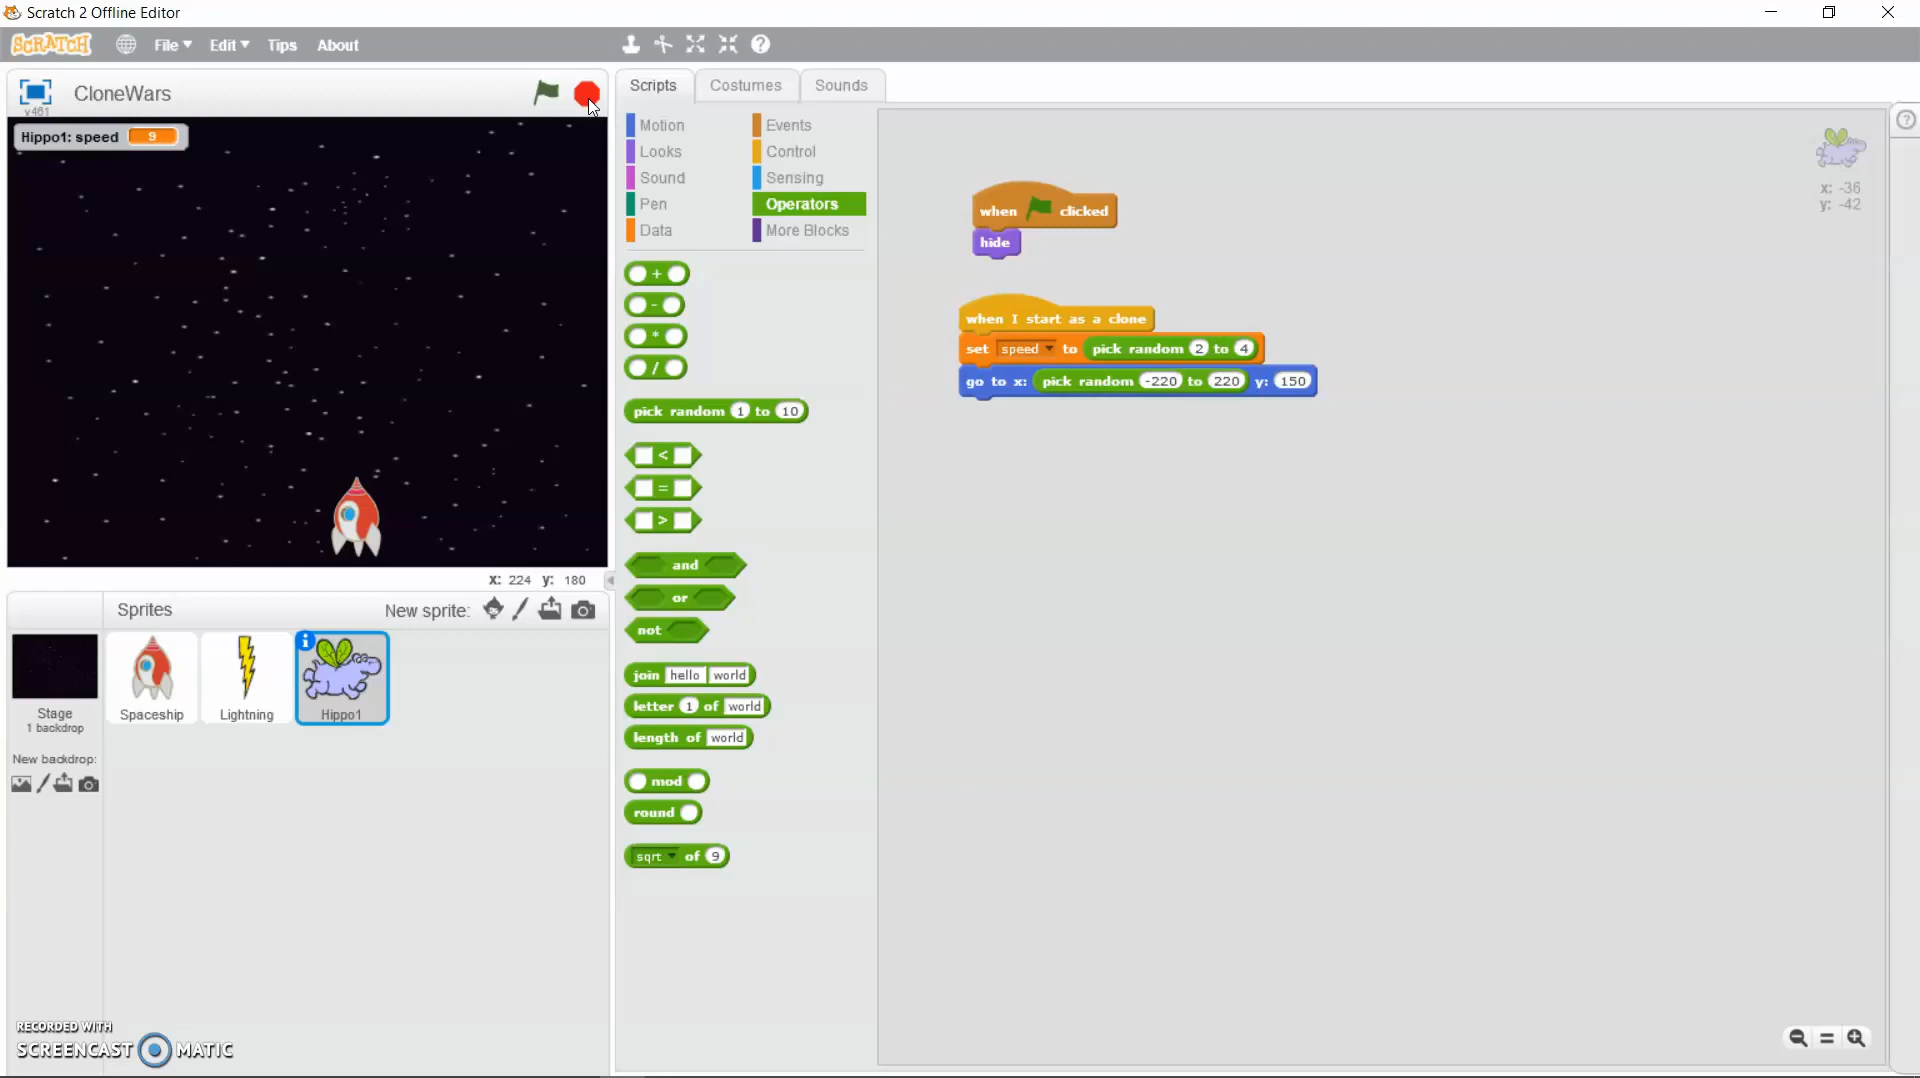 Scratch 2 Offline Editor
SCRATCH File Edit Tips About
CloneWars
v461
Hippo1: speed 9
x: 224 y: 180
Sprites New sprite:
Stage
1 backdrop
New backdrop:
Spaceship Lightning Hippo1
RECORDED WITH
SCREENCAST MATIC
Scripts Costumes Sounds
Motion Events
Looks Control
Sound Sensing
Pen Operators
Data More Blocks
+
-
*
/
pick random 1 to 10
<
=
>
and
or
not
join hello world
letter 1 of world
length of world
mod
round
sqrt of 9
when clicked
hide
when I start as a clone
set speed to pick random 2 to 4
go to x: pick random -220 to 220 y: 150
x: -36
y: -42